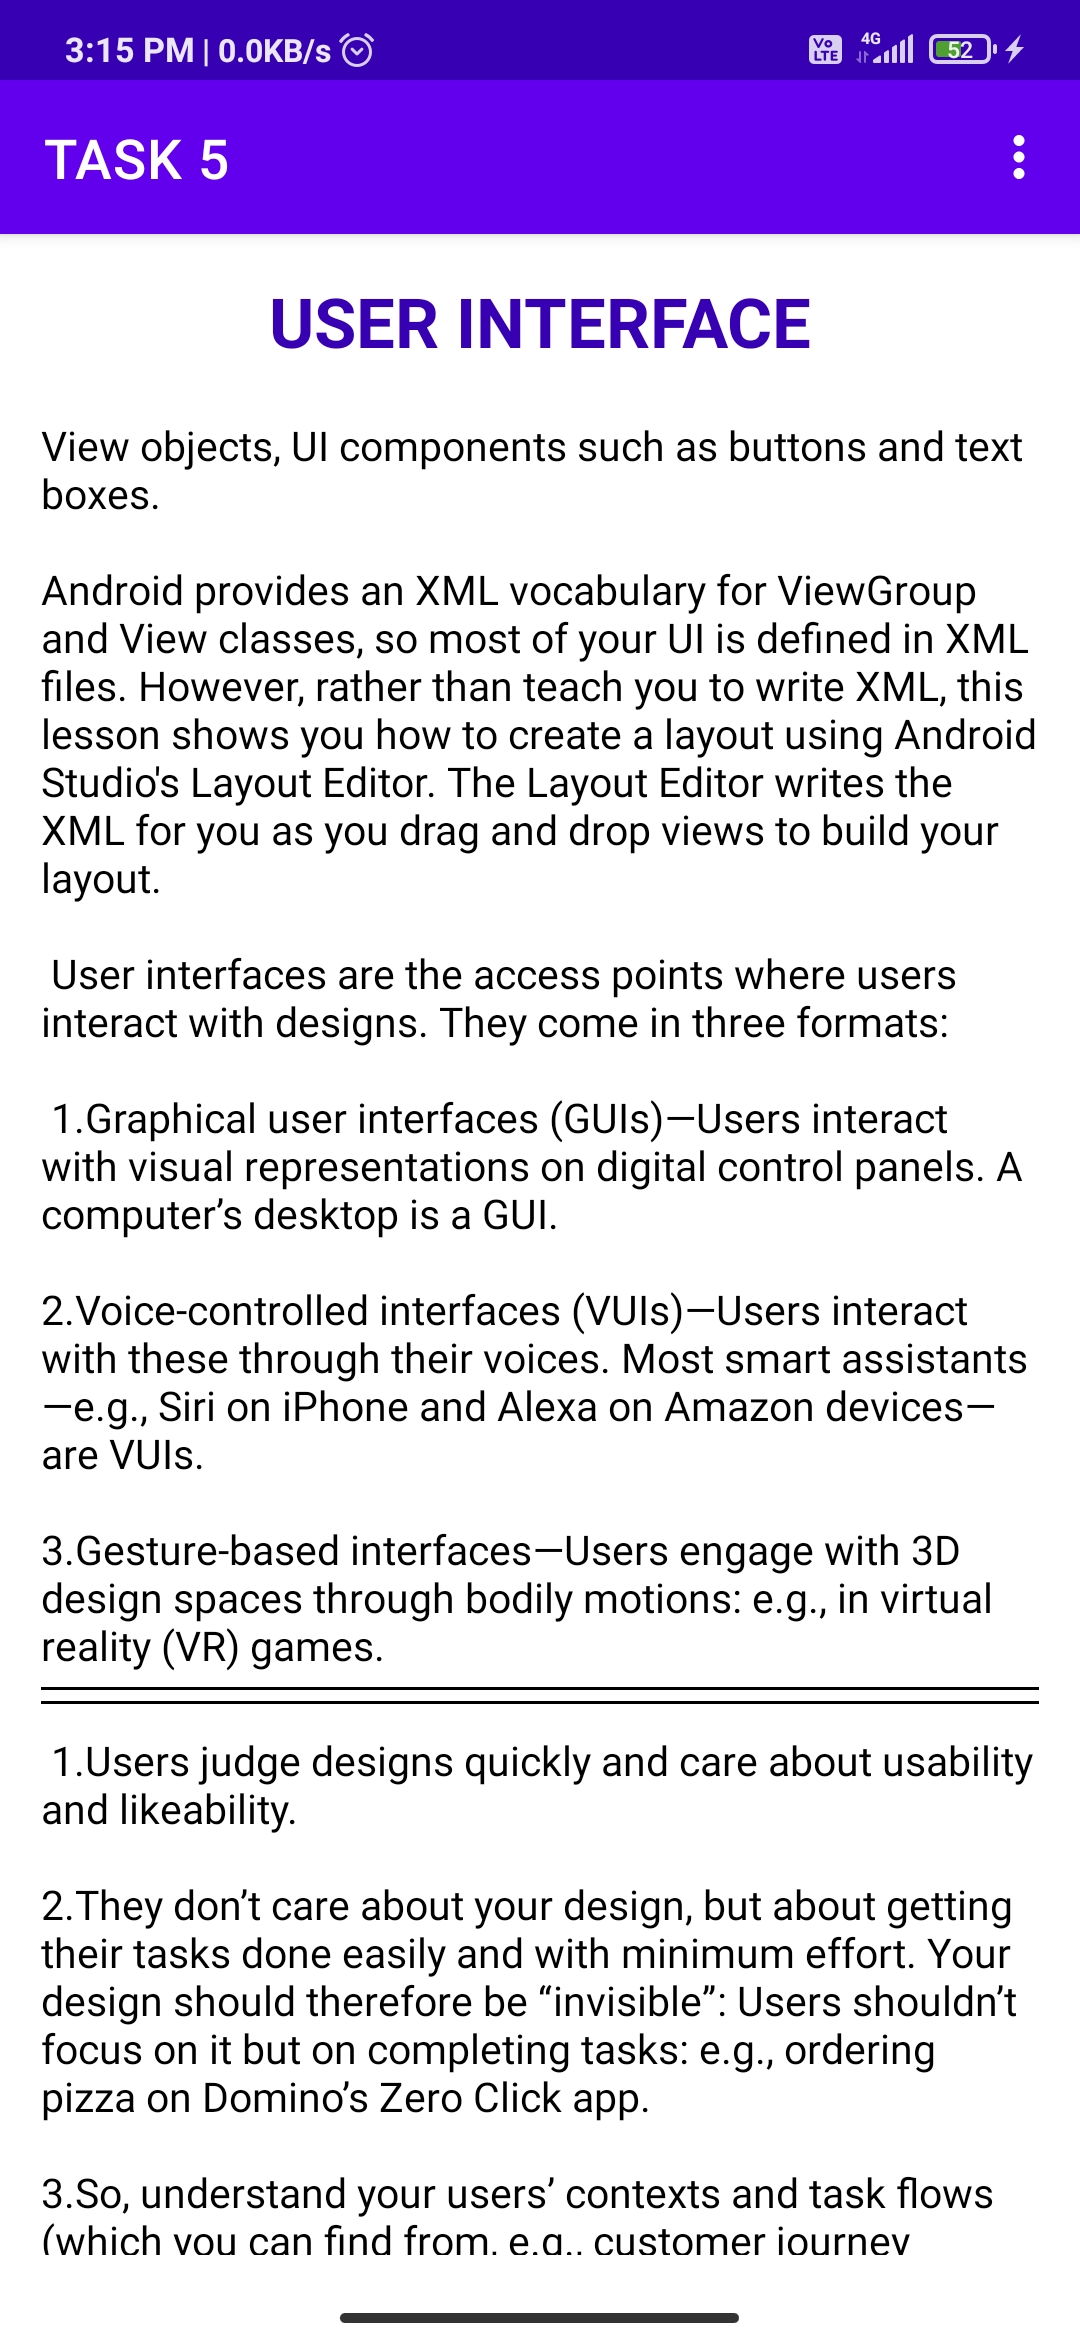 3:15 PM | 0.0KB/s
Vo LTE 4G 52
TASK 5
USER INTERFACE
View objects, UI components such as buttons and text
boxes.
Android provides an XML vocabulary for ViewGroup
and View classes, so most of your UI is defined in XML
files. However, rather than teach you to write XML, this
lesson shows you how to create a layout using Android
Studio's Layout Editor. The Layout Editor writes the
XML for you as you drag and drop views to build your
layout.
User interfaces are the access points where users
interact with designs. They come in three formats:
1.Graphical user interfaces (GUIs)—Users interact
with visual representations on digital control panels. A
computer’s desktop is a GUI.
2.Voice-controlled interfaces (VUIs)—Users interact
with these through their voices. Most smart assistants
—e.g., Siri on iPhone and Alexa on Amazon devices—
are VUIs.
3.Gesture-based interfaces—Users engage with 3D
design spaces through bodily motions: e.g., in virtual
reality (VR) games.
1.Users judge designs quickly and care about usability
and likeability.
2.They don’t care about your design, but about getting
their tasks done easily and with minimum effort. Your
design should therefore be “invisible”: Users shouldn’t
focus on it but on completing tasks: e.g., ordering
pizza on Domino’s Zero Click app.
3.So, understand your users’ contexts and task flows
(which you can find from, e.g., customer journey